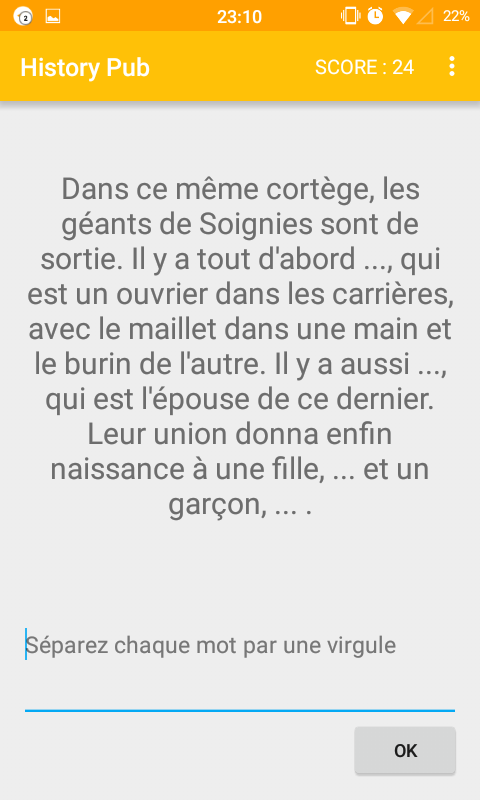 2
23:10
22%
History Pub
SCORE : 24
Dans ce même cortège, les
géants de Soignies sont de
sortie. Il y a tout d'abord ..., qui
est un ouvrier dans les carrières,
avec le maillet dans une main et
le burin de l'autre. Il y a aussi ...,
qui est l'épouse de ce dernier.
Leur union donna enfin
naissance à une fille, ... et un
garçon, ... .
Séparez chaque mot par une virgule
OK